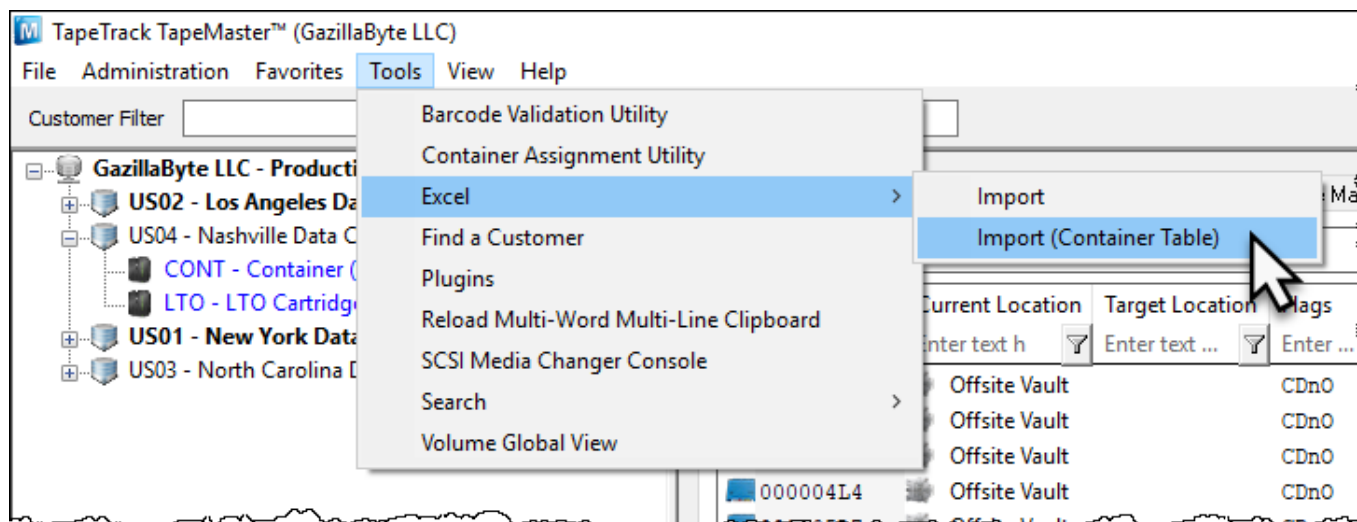 TapeTrack TapeMaster™ (GazillaByte LLC)
File Administration Favorites Tools View Help
Customer Filter
Barcode Validation Utility
Container Assignment Utility
Excel
Find a Customer
Plugins
Reload Multi-Word Multi-Line Clipboard
SCSI Media Changer Console
Search
Volume Global View
Import
Import (Container Table)
GazillaByte LLC - Producti
US02 - Los Angeles Da
US04 - Nashville Data C
CONT - Container (
LTO - LTO Cartridg
US01 - New York Data
US03 - North Carolina D
Ma
Current Location Target Location Flags
Enter text h Enter text ... Enter ...
Offsite Vault CDnO
Offsite Vault CDnO
Offsite Vault CDnO
000004L4 Offsite Vault CDnO